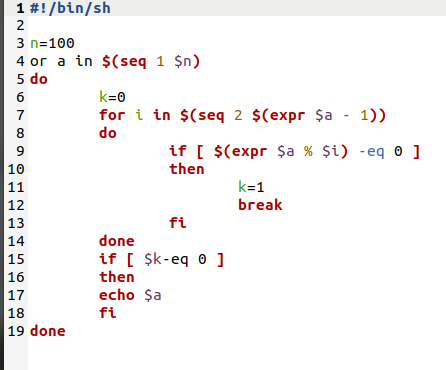 1 #!/bin/sh
2
3 n=100
4 or a in $(seq 1 $n)
5 do
6 k=0
7 for i in $(seq 2 $(expr $a - 1))
8 do
9 if [ $(expr $a % $i) -eq 0 ]
10 then
11 k=1
12 break
13 fi
14 done
15 if [ $k-eq 0 ]
16 then
17 echo $a
18 fi
19 done